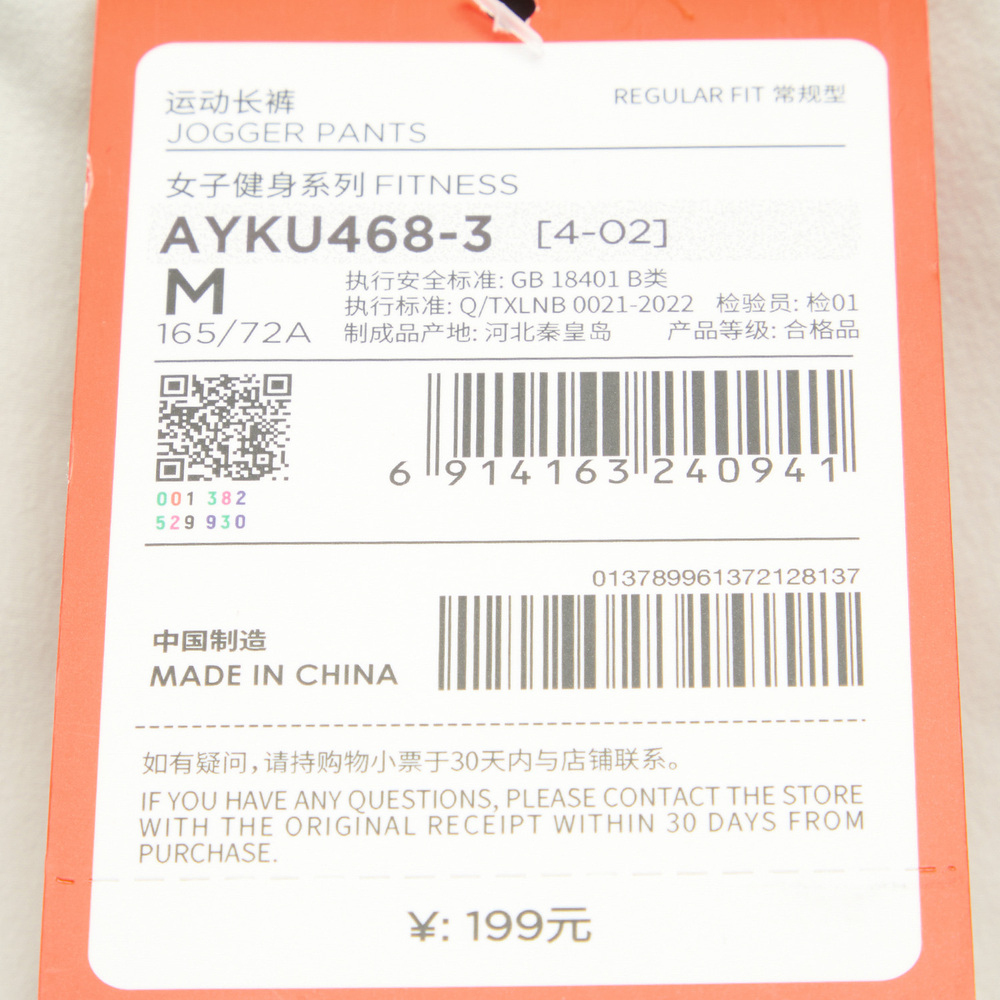 运动长裤
REGULAR FIT 常规型
JOGGER PANTS
女子健身系列 FITNESS
AYKU468-3 [4-02]
M
165/72A
执行安全标准: GB 18401 B类
执行标准: Q/TXLNB 0021-2022 检验员: 检01
制成品产地: 河北秦皇岛 产品等级: 合格品
001 382
529 930
6 914163 240941
013789961372128137
中国制造
MADE IN CHINA
如有疑问,请持购物小票于30天内与店铺联系。
IF YOU HAVE ANY QUESTIONS, PLEASE CONTACT THE STORE
WITH THE ORIGINAL RECEIPT WITHIN 30 DAYS FROM
PURCHASE.
¥: 199元